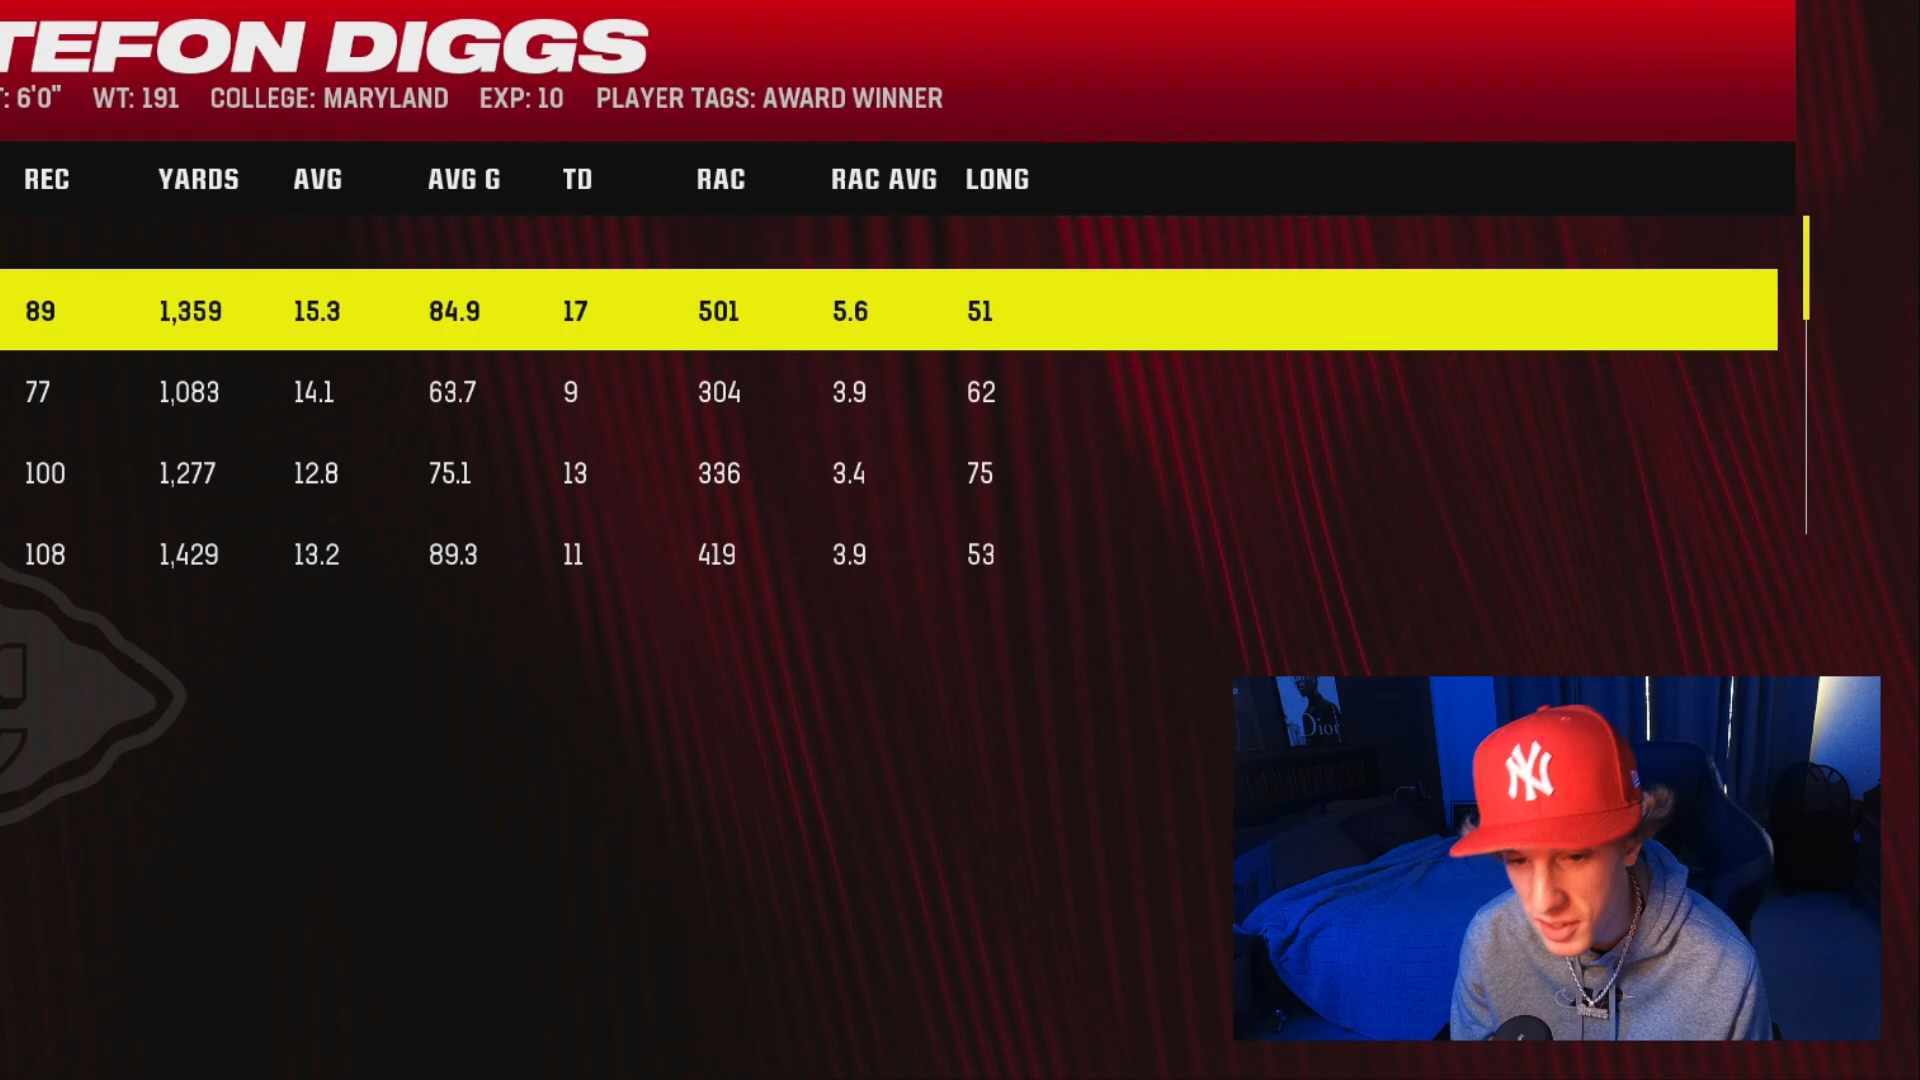 TEFON DIGGS
: 6'0" WT: 191 COLLEGE: MARYLAND EXP: 10 PLAYER TAGS: AWARD WINNER
REC YARDS AVG AVG G TD RAC RAC AVG LONG
89 1,359 15.3 84.9 17 501 5.6 51
77 1,083 14.1 63.7 9 304 3.9 62
100 1,277 12.8 75.1 13 336 3.4 75
108 1,429 13.2 89.3 11 419 3.9 53
Dior
NY